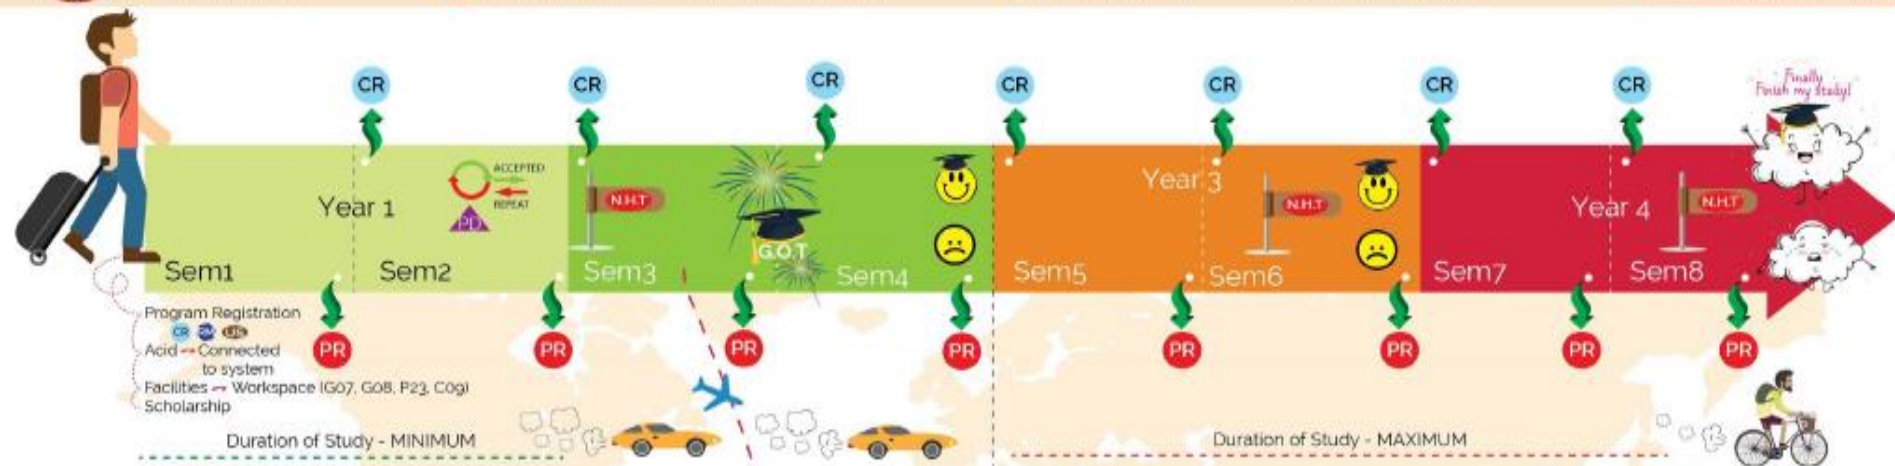 CR
CR
CR
CR
CR
CR
CR
Finally
Finish my study!
Year 1
ACCEPTED
REPEAT
PD
N.H.T
G.O.T
Year 3
N.H.T
Year 4
N.H.T
Sem1
Sem2
Sem3
Sem4
Sem5
Sem6
Sem7
Sem8
Program Registration
CR
Acid Connected
to system
Facilities Workspace (G07, G08, P23, C09)
Scholarship
PR
PR
PR
PR
PR
PR
PR
PR
Duration of Study - MINIMUM
Duration of Study - MAXIMUM